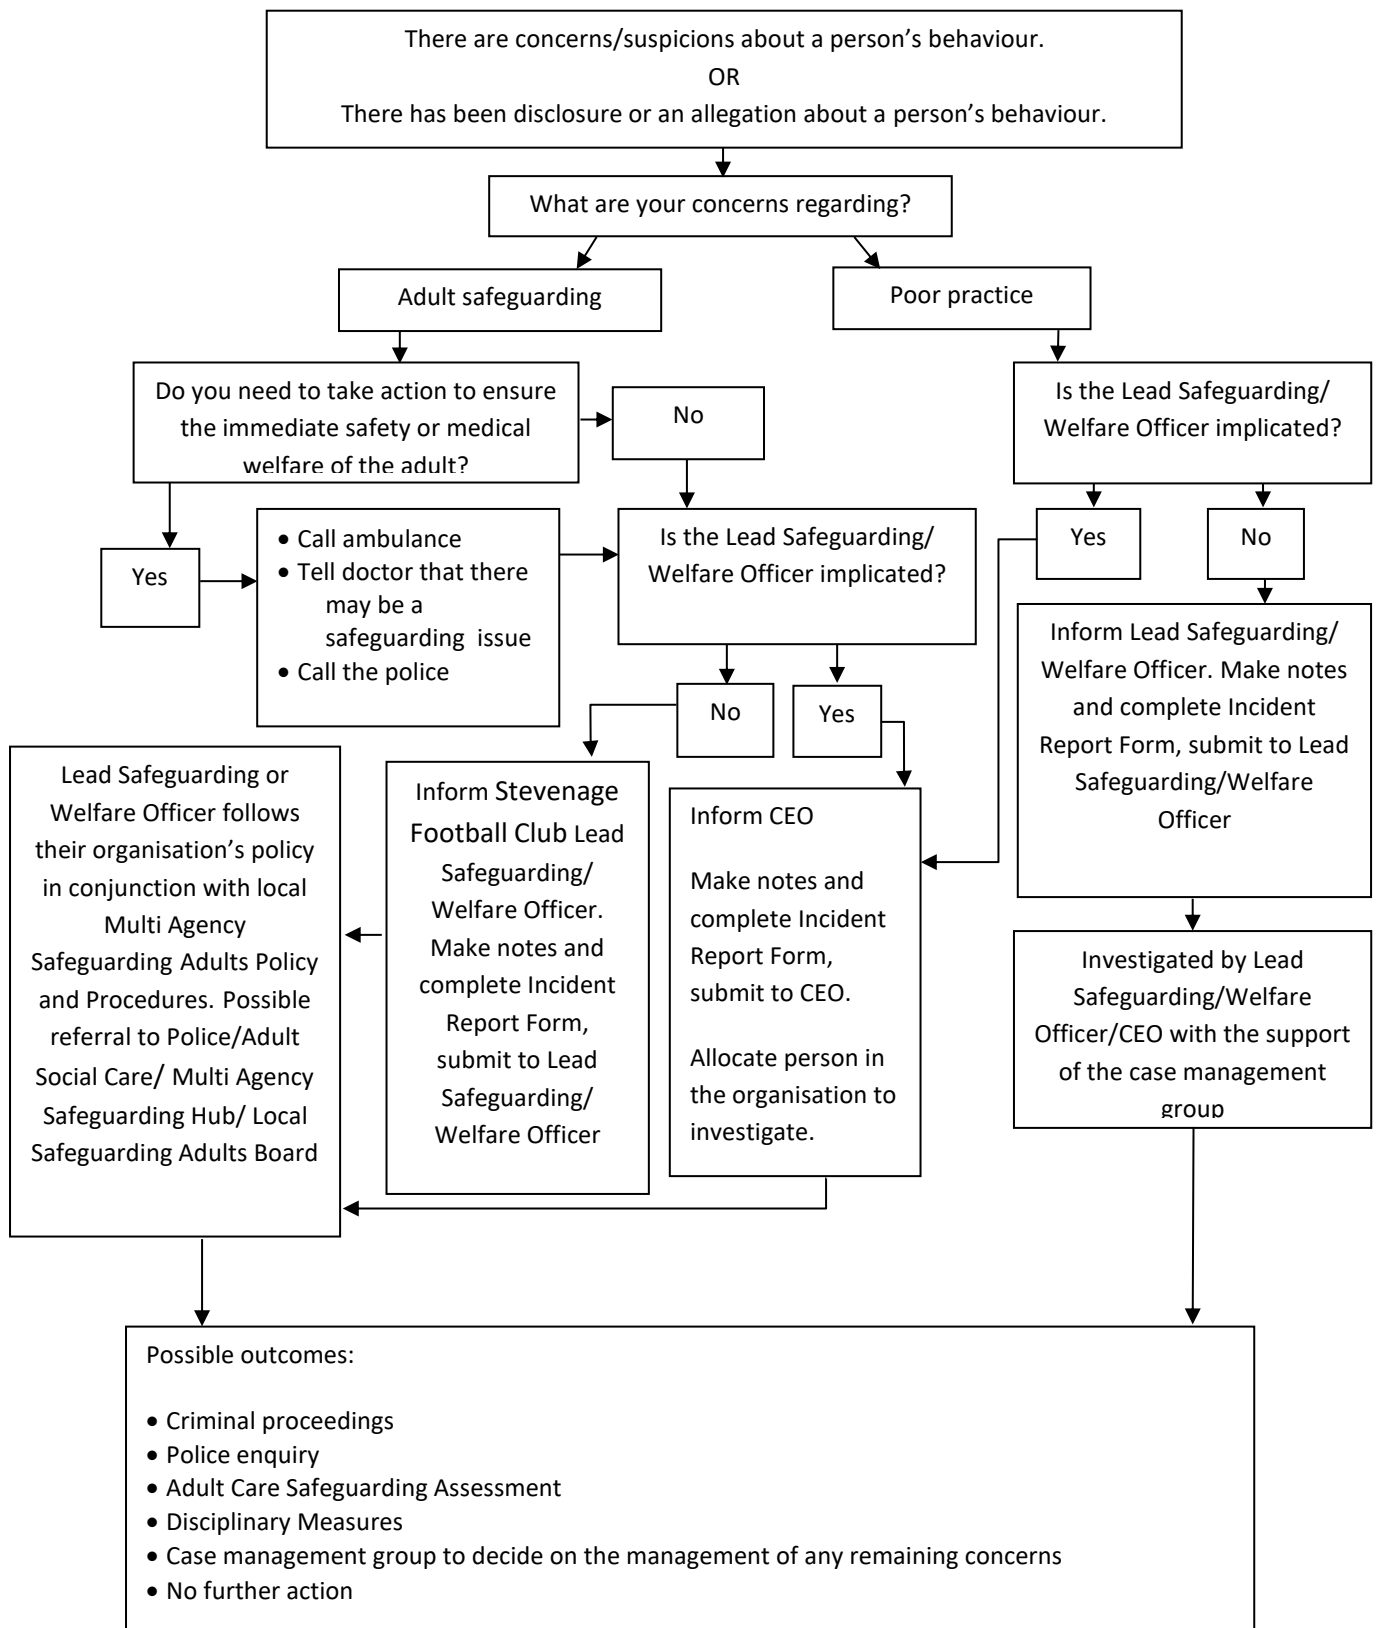 There are concerns/suspicions about a person’s behaviour.
OR
There has been disclosure or an allegation about a person’s behaviour.
What are your concerns regarding?
Adult safeguarding
Poor practice
Do you need to take action to ensure
the immediate safety or medical
welfare of the adult?
No
Is the Lead Safeguarding/
Welfare Officer implicated?
Yes
• Call ambulance
• Tell doctor that there
may be a
safeguarding issue
• Call the police
Is the Lead Safeguarding/
Welfare Officer implicated?
Yes
No
No
Yes
Inform Lead Safeguarding/
Welfare Officer. Make notes
and complete Incident
Report Form, submit to Lead
Safeguarding/Welfare
Officer
Lead Safeguarding or
Welfare Officer follows
their organisation’s policy
in conjunction with local
Multi Agency
Safeguarding Adults Policy
and Procedures. Possible
referral to Police/Adult
Social Care/ Multi Agency
Safeguarding Hub/ Local
Safeguarding Adults Board
Inform Stevenage
Football Club Lead
Safeguarding/
Welfare Officer.
Make notes and
complete Incident
Report Form,
submit to Lead
Safeguarding/
Welfare Officer
Inform CEO
Make notes and
complete Incident
Report Form,
submit to CEO.
Allocate person in
the organisation to
investigate.
Investigated by Lead
Safeguarding/Welfare
Officer/CEO with the support
of the case management
group
Possible outcomes:
• Criminal proceedings
• Police enquiry
• Adult Care Safeguarding Assessment
• Disciplinary Measures
• Case management group to decide on the management of any remaining concerns
• No further action